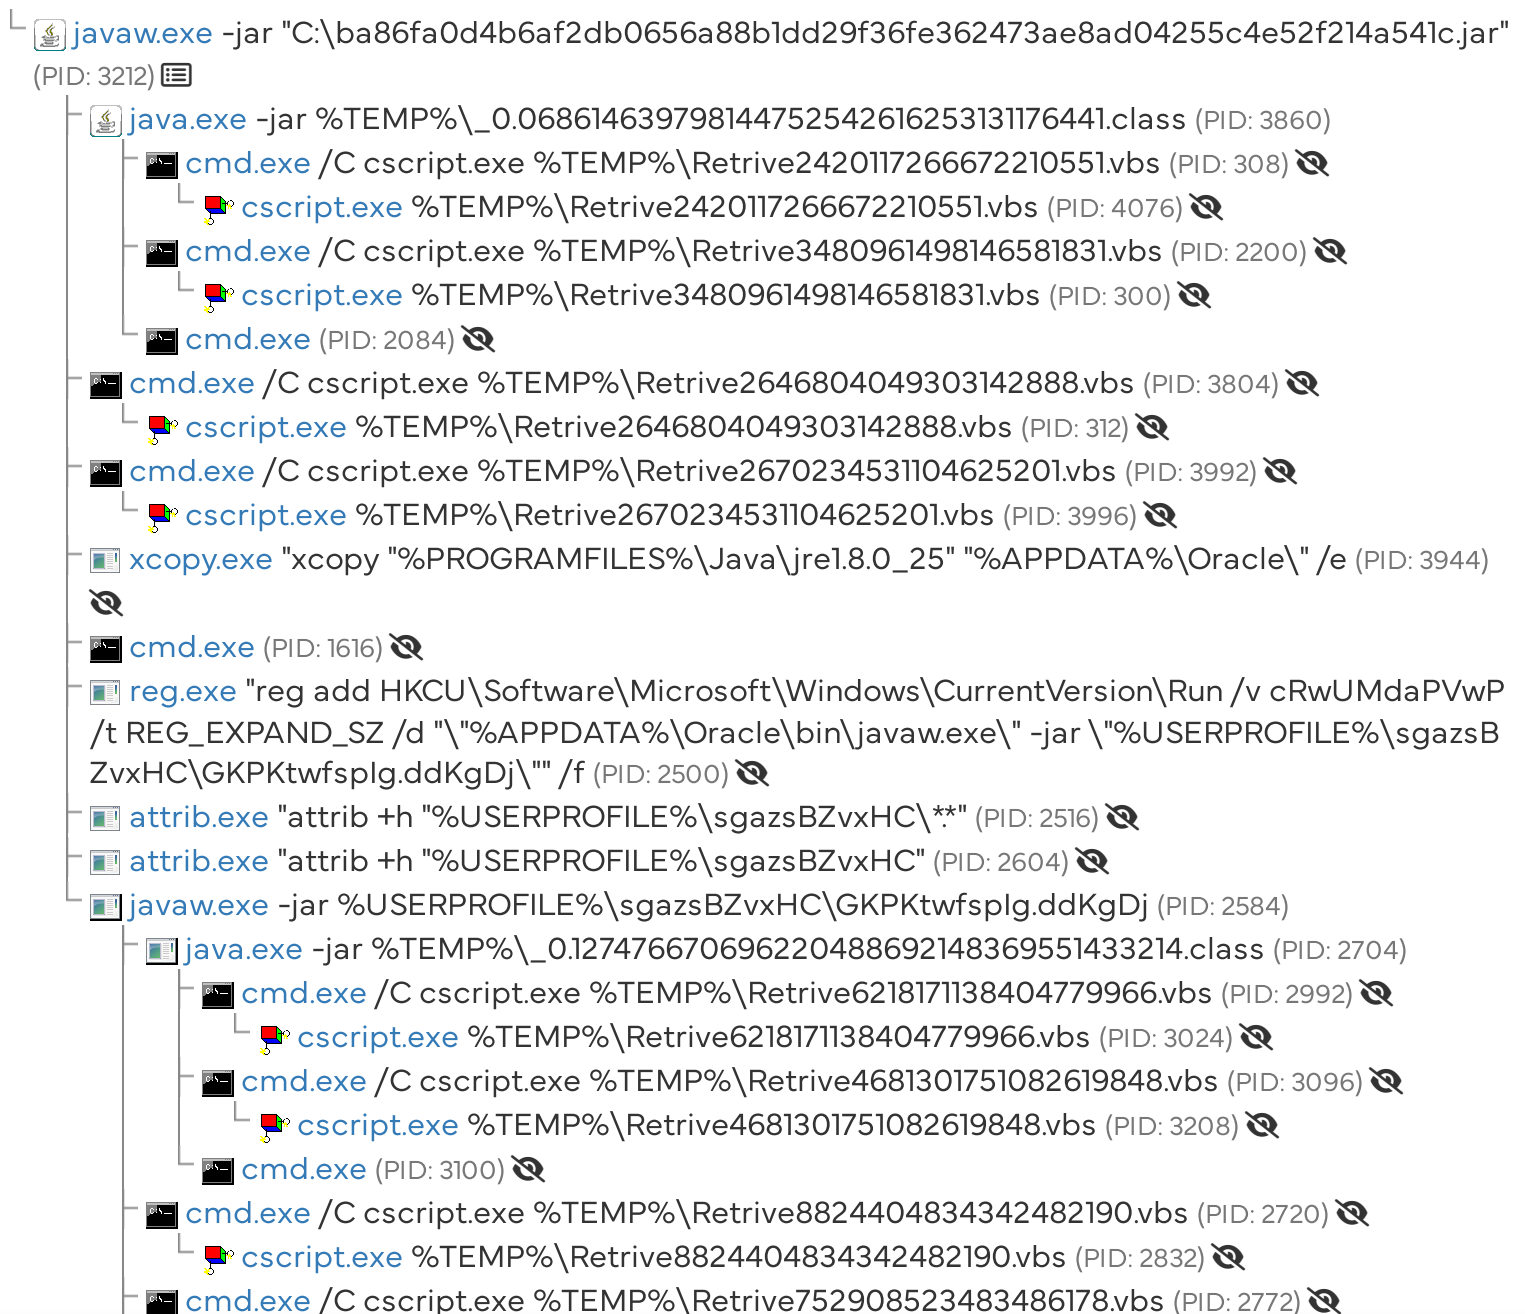 javaw.exe -jar "C:\ba86fa0d4b6af2db0656a88b1dd29f36fe362473ae8ad04255c4e52f214a541c.jar"
(PID: 3212)
java.exe -jar %TEMP%\_0.06861463979814475254261625313117​6441.class (PID: 3860)
cmd.exe /C cscript.exe %TEMP%\Retrive2420117266672210551.vbs (PID: 308)
cscript.exe %TEMP%\Retrive2420117266672210551.vbs (PID: 4076)
cmd.exe /C cscript.exe %TEMP%\Retrive3480961498146581831.vbs (PID: 2200)
cscript.exe %TEMP%\Retrive3480961498146581831.vbs (PID: 300)
cmd.exe (PID: 2084)
cmd.exe /C cscript.exe %TEMP%\Retrive2646804049303142888.vbs (PID: 3804)
cscript.exe %TEMP%\Retrive2646804049303142888.vbs (PID: 312)
cmd.exe /C cscript.exe %TEMP%\Retrive2670234531104625201.vbs (PID: 3992)
cscript.exe %TEMP%\Retrive2670234531104625201.vbs (PID: 3996)
xcopy.exe "xcopy "%PROGRAMFILES%\Java\jre1.8.0_25" "%APPDATA%\Oracle\" /e (PID: 3944)
cmd.exe (PID: 1616)
reg.exe "reg add HKCU\Software\Microsoft\Windows\CurrentVersion\Run /v cRwUMdaPVwP
/t REG_EXPAND_SZ /d "\"%APPDATA%\Oracle\bin\javaw.exe\" -jar \"%USERPROFILE%\sgazsB
ZvxHC\GKPKtwfspIg.ddKgDj\"" /f (PID: 2500)
attrib.exe "attrib +h "%USERPROFILE%\sgazsBZvxHC\*.*" (PID: 2516)
attrib.exe "attrib +h "%USERPROFILE%\sgazsBZvxHC" (PID: 2604)
javaw.exe -jar %USERPROFILE%\sgazsBZvxHC\GKPKtwfspIg.ddKgDj (PID: 2584)
java.exe -jar %TEMP%\_0.12747667069622048869214836955143​3214.class (PID: 2704)
cmd.exe /C cscript.exe %TEMP%\Retrive6218171138404779966.vbs (PID: 2992)
cscript.exe %TEMP%\Retrive6218171138404779966.vbs (PID: 3024)
cmd.exe /C cscript.exe %TEMP%\Retrive4681301751082619848.vbs (PID: 3096)
cscript.exe %TEMP%\Retrive4681301751082619848.vbs (PID: 3208)
cmd.exe (PID: 3100)
cmd.exe /C cscript.exe %TEMP%\Retrive8824404834342482190.vbs (PID: 2720)
cscript.exe %TEMP%\Retrive8824404834342482190.vbs (PID: 2832)
cmd.exe /C cscript.exe %TEMP%\Retrive7529085234834861​78.vbs (PID: 2772)